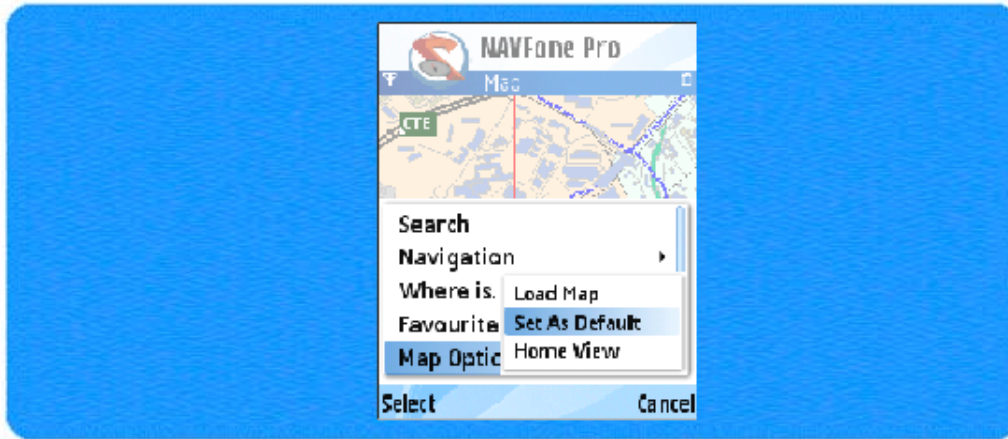 NAVFone Pro
Map
CTE
Search
Navigation
Where is.
Load Map
Favourite
Set As Default
Map Optic
Home View
Select
Cancel